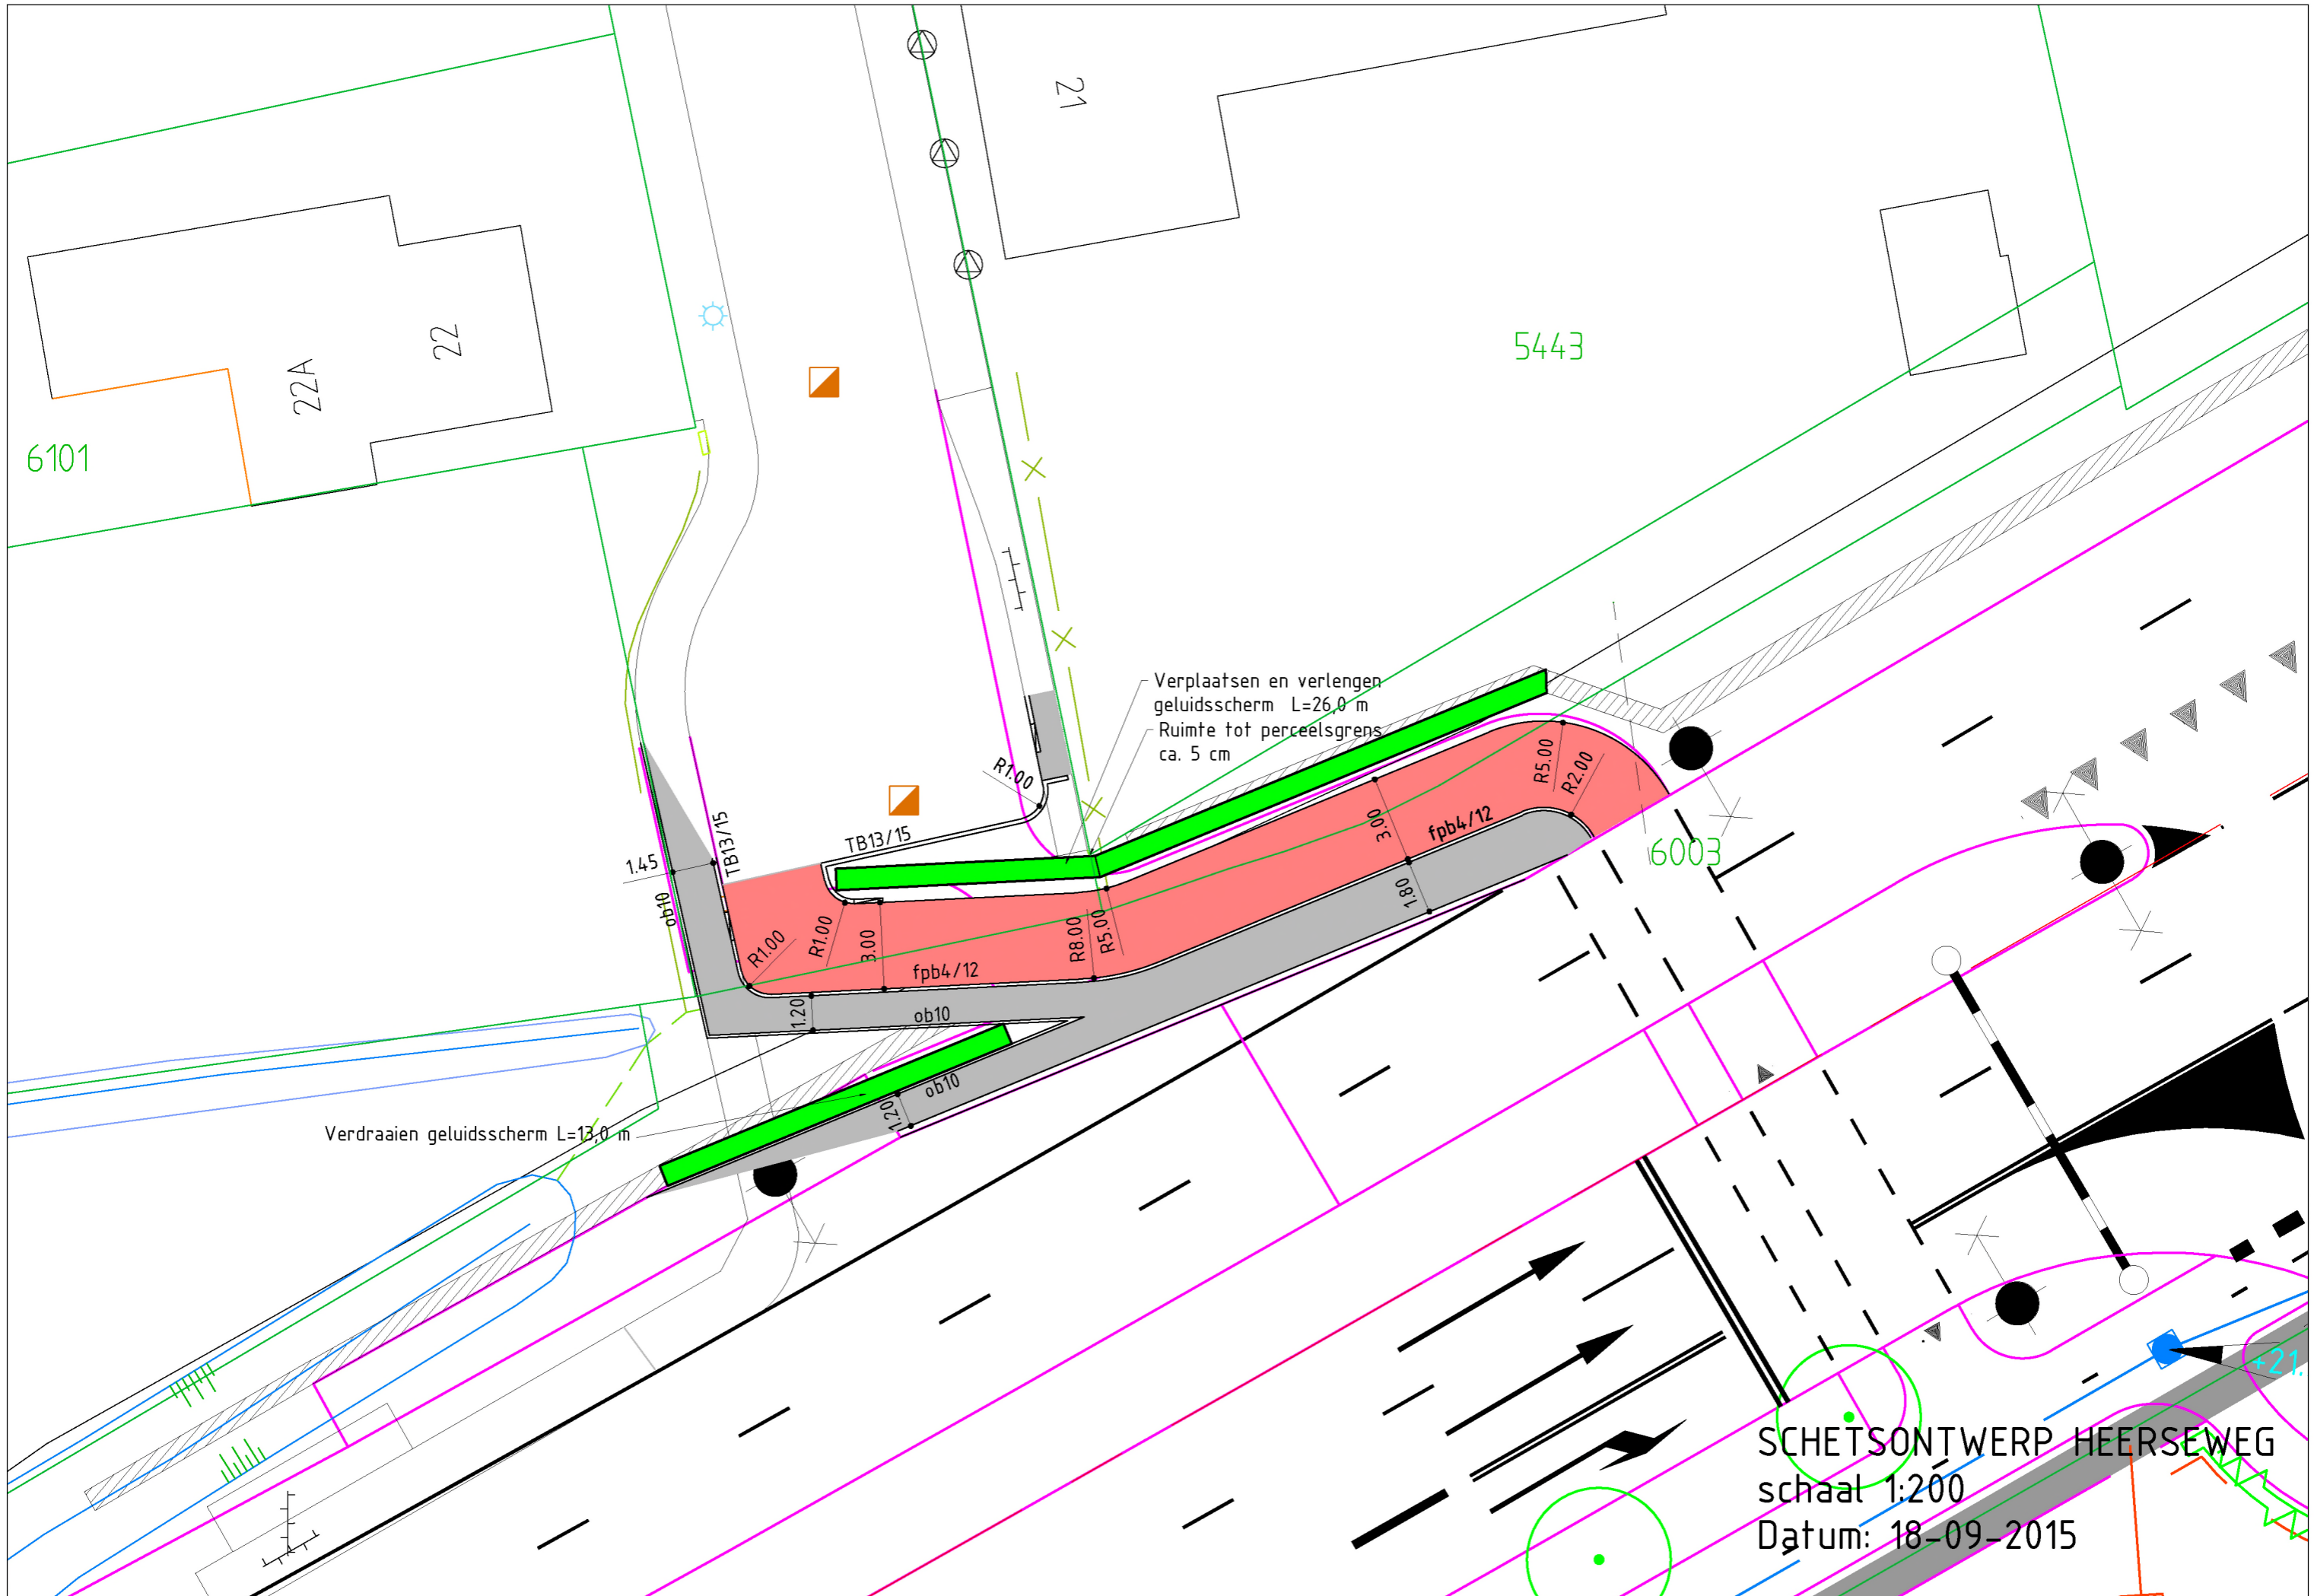 21
22
22A
6101
5443
Verplaatsen en verlengen
geluidsscherm L=26,0 m
Ruimte tot perceelsgrens
ca. 5 cm
R1.00
TB13/15
TB13/15
1.45
ob10
R1.00
R1.00
3.00
fpb4/12
R8.00
R5.00
3.00
fpb4/12
R5.00
R2.00
1.80
6003
1.20
ob10
ob10
1.20
Verdraaien geluidsscherm L=13,0 m
+21.
SCHETSONTWERP HEERSEWEG
schaal 1:200
Datum: 18-09-2015